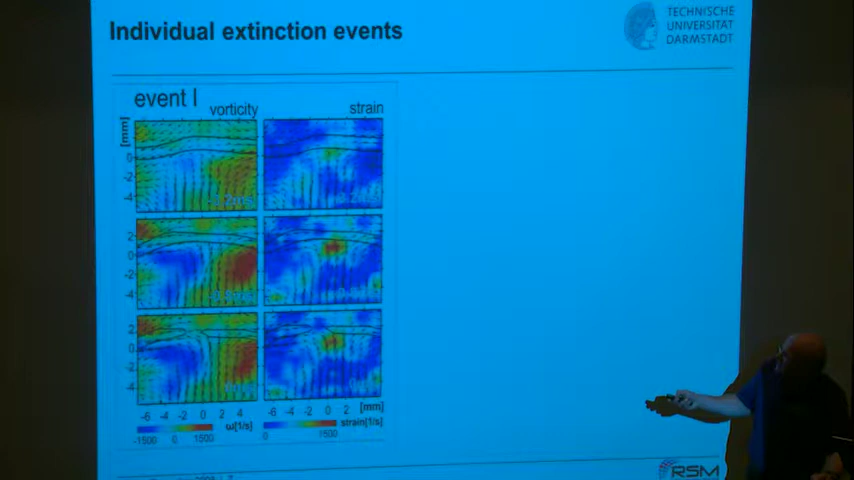 Individual extinction events
TECHNISCHE
UNIVERSITÄT
DARMSTADT
event I
vorticity
strain
[mm]
0
-2
-4
2
0
-2
-4
2
0
-2
-4
-6 -4 -2 0 2 4
-6 -4 -2 0 2 [mm]
-1500 0 1500 ω[1/s]
0 1500 strain[1/s]
RSM